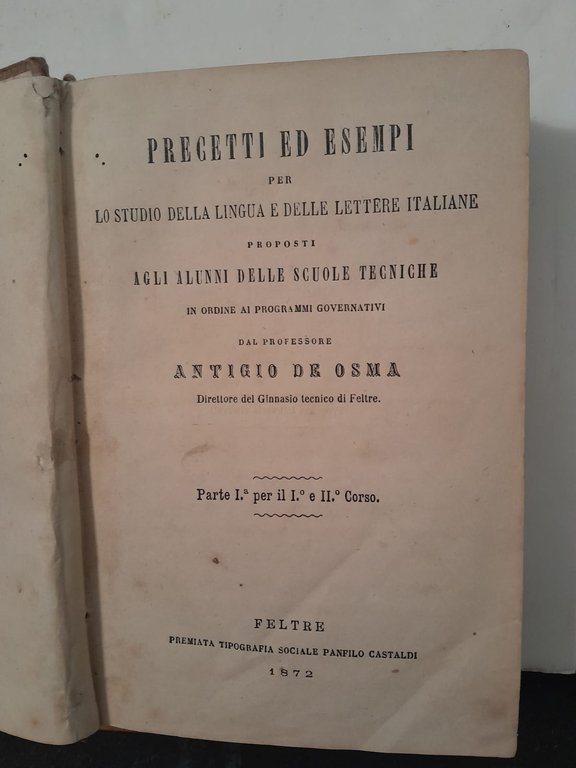 PRECETTI ED ESEMPI
PER
LO STUDIO DELLA LINGUA E DELLE LETTERE ITALIANE
PROPOSTI
AGLI ALUNNI DELLE SCUOLE TECNICHE
IN ORDINE AI PROGRAMMI GOVERNATIVI
DAL PROFESSORE
ANTIGIO DE OSMA
Direttore del Ginnasio tecnico di Feltre.
Parte I.ª per il I.º e II.º Corso.
FELTRE
PREMIATA TIPOGRAFIA SOCIALE PANFILO CASTALDI
1872